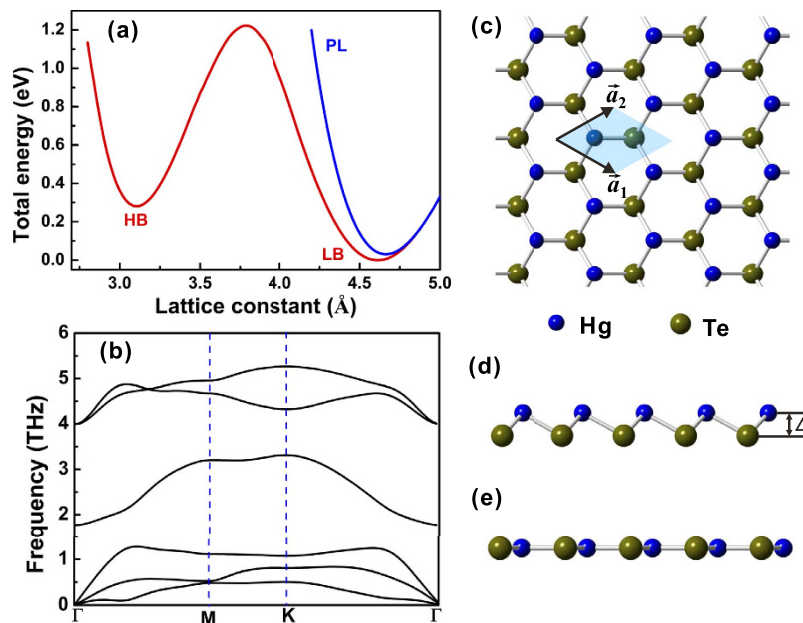 (a)
Total energy (eV)
1.2
1.0
0.8
0.6
0.4
0.2
0.0
PL
HB
LB
3.0 3.5 4.0 4.5 5.0
Lattice constant (Å)
(b)
Frequency (THz)
6
5
4
3
2
1
0
Γ M K Γ
(c)
a⃗₂
a⃗₁
Hg Te
(d)
(e)